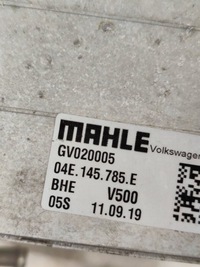 MAHLE
Volkswagen
GV020005
04E.145.785.E
BHE V500
05S 11.09.19